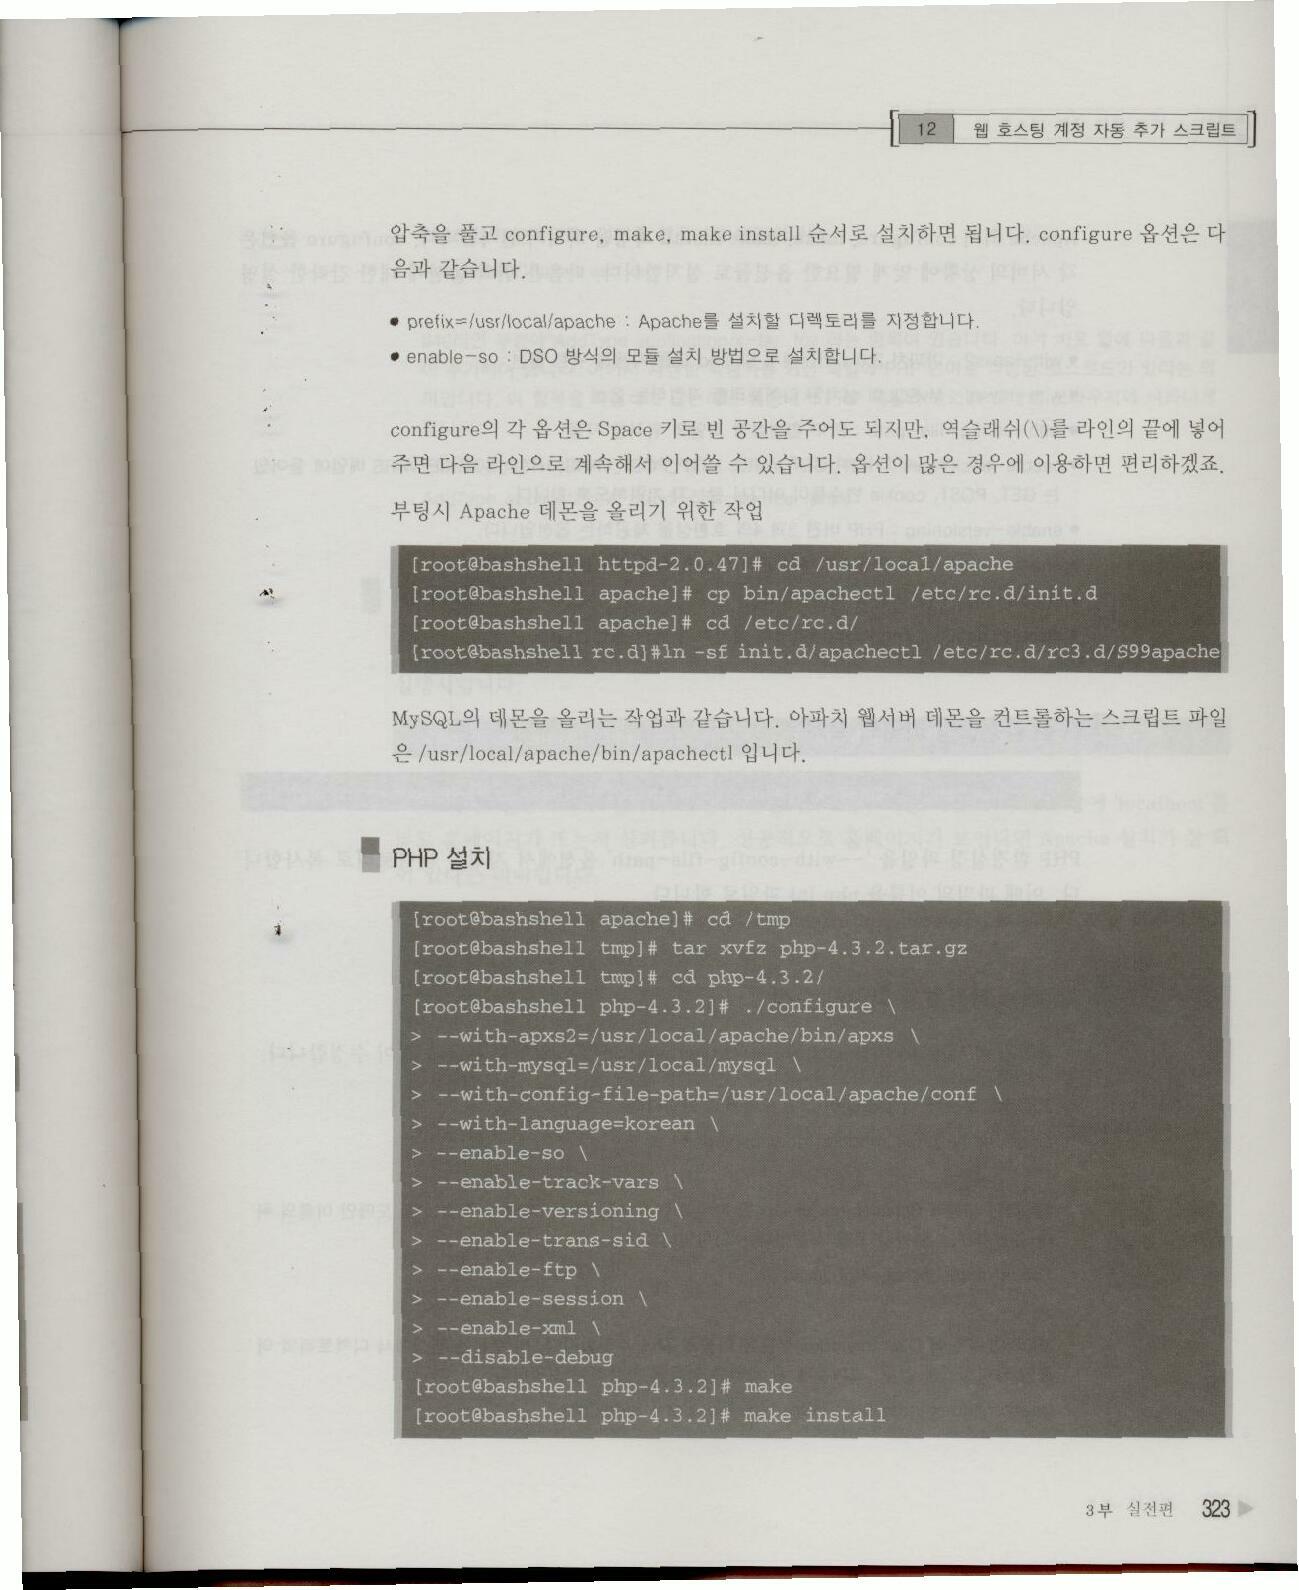 12 웹 호스팅 계정 자동 추가 스크립트
압축을 풀고 configure, make, make install 순서로 설치하면 됩니다. configure 옵션은 다
음과 같습니다.
● prefix=/usr/local/apache : Apache를 설치할 디렉토리를 지정합니다.
● enable-so : DSO 방식의 모듈 설치 방법으로 설치합니다.
configure의 각 옵션은 Space 키로 빈 공간을 주어도 되지만, 역슬래쉬(\)를 라인의 끝에 넣어
주면 다음 라인으로 계속해서 이어쓸 수 있습니다. 옵션이 많은 경우에 이용하면 편리하겠죠.
부팅시 Apache 데몬을 올리기 위한 작업
[root@bashshell httpd-2.0.47]# cd /usr/local/apache
[root@bashshell apache]# cp bin/apachectl /etc/rc.d/init.d
[root@bashshell apache]# cd /etc/rc.d/
[root@bashshell rc.d]#ln -sf init.d/apachectl /etc/rc.d/rc3.d/S99apache
MySQL의 데몬을 올리는 작업과 같습니다. 아파치 웹서버 데몬을 컨트롤하는 스크립트 파일
은 /usr/local/apache/bin/apachectl 입니다.
PHP 설치
[root@bashshell apache]# cd /tmp
[root@bashshell tmp]# tar xvfz php-4.3.2.tar.gz
[root@bashshell tmp]# cd php-4.3.2/
[root@bashshell php-4.3.2]# ./configure \
> --with-apxs2=/usr/local/apache/bin/apxs \
> --with-mysql=/usr/local/mysql \
> --with-config-file-path=/usr/local/apache/conf \
> --with-language=korean \
> --enable-so \
> --enable-track-vars \
> --enable-versioning \
> --enable-trans-sid \
> --enable-ftp \
> --enable-session \
> --enable-xml \
> --disable-debug
[root@bashshell php-4.3.2]# make
[root@bashshell php-4.3.2]# make install
3부 실전편 323